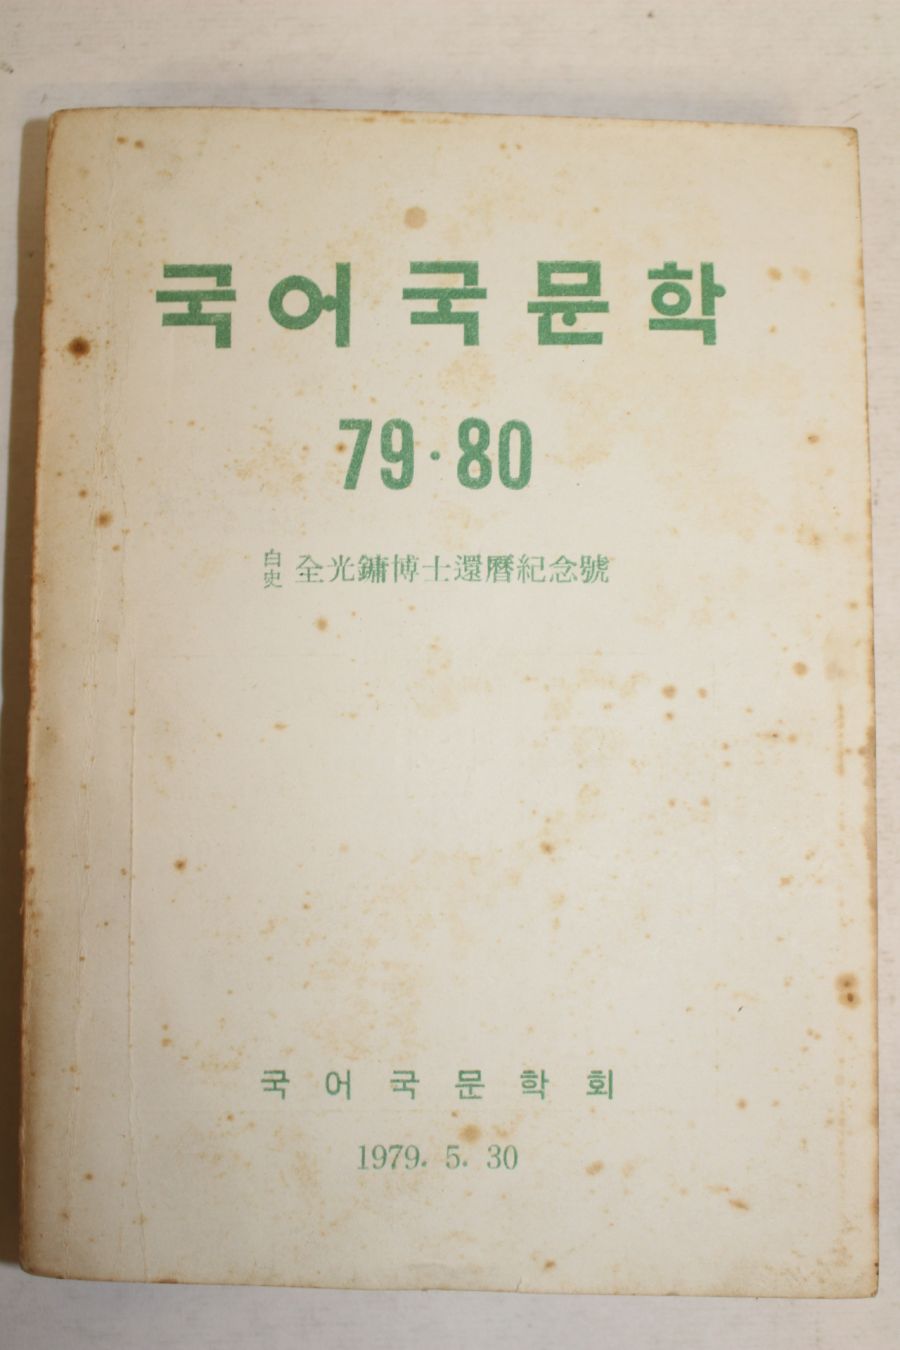 국어국문학
79·80
白史 全光鏞博士還曆紀念號
국어국문학회
1979. 5. 30